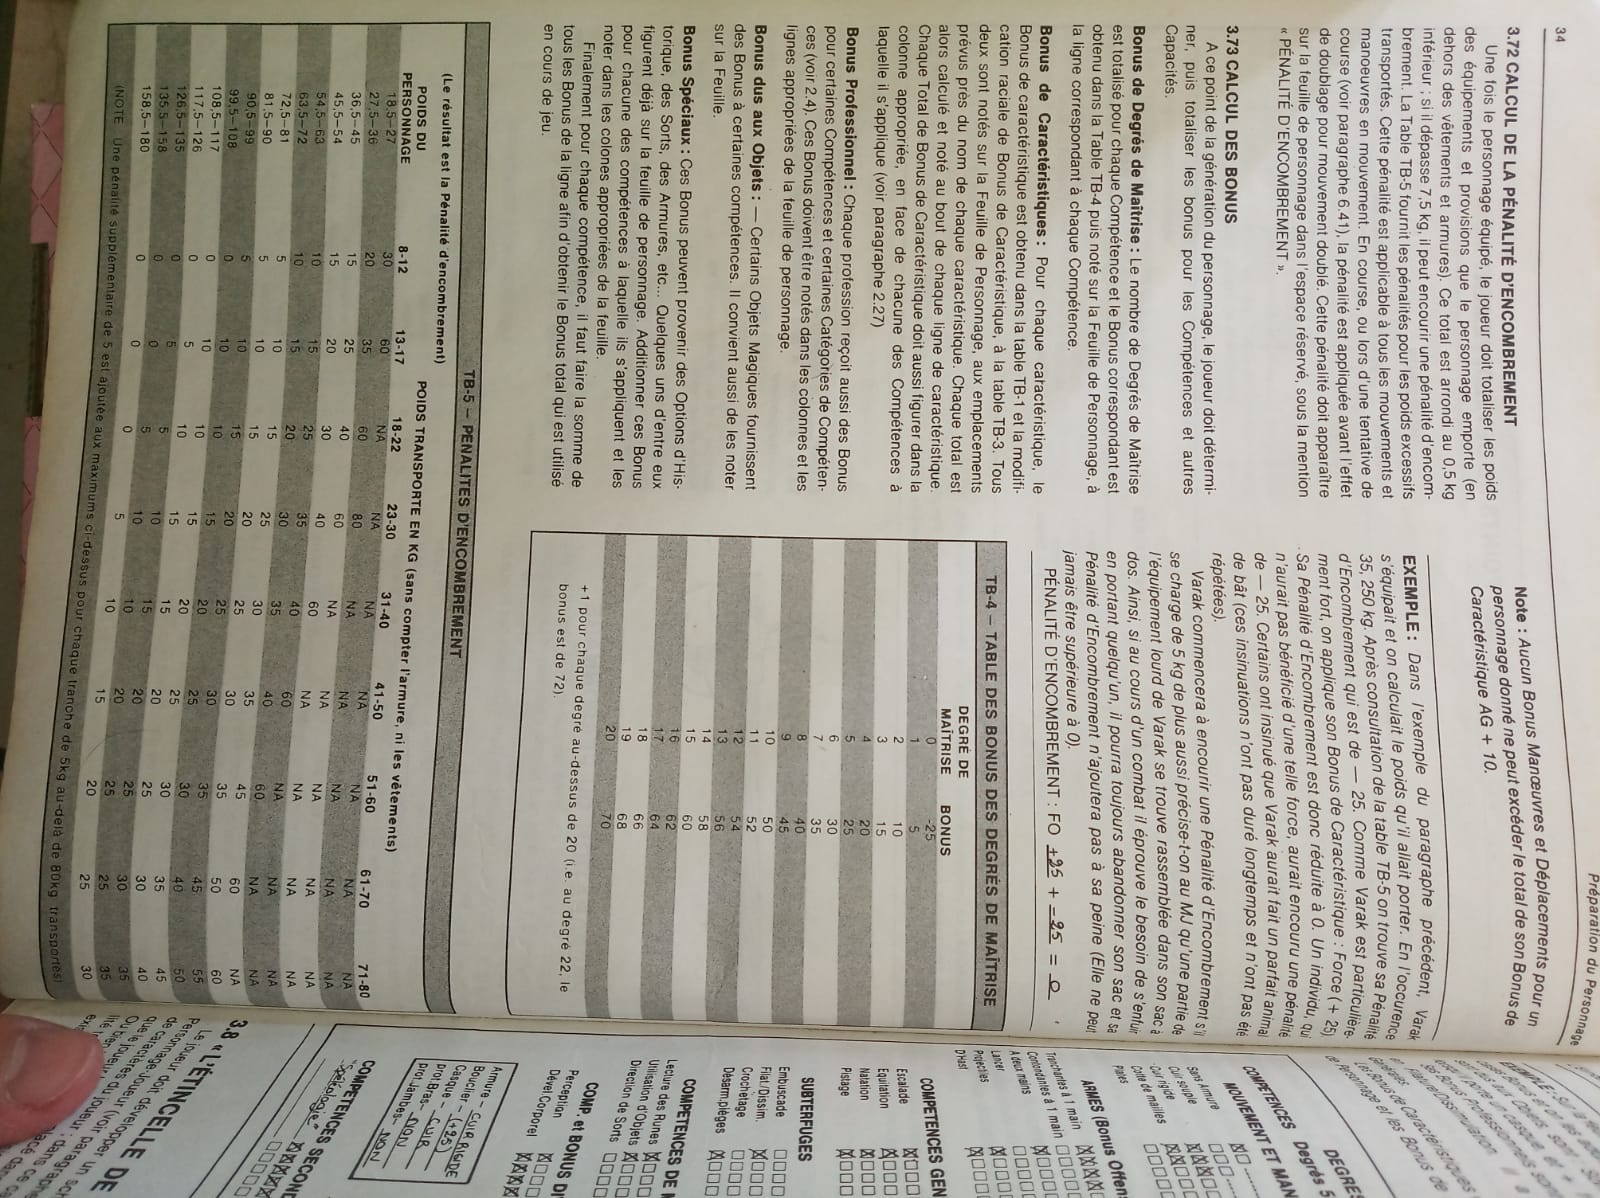 Préparation du Personnage
34
3.72 CALCUL DE LA PÉNALITÉ D'ENCOMBREMENT
Une fois le personnage équipé, le joueur doit totaliser les poids
des équipements et provisions que le personnage emporte (en
dehors des vêtements et armures). Ce total est arrondi au 0,5 kg
inférieur ; si il dépasse 7,5 kg, il peut encourir une pénalité d'encom-
brement. La Table TB-5 fournit les pénalités pour les poids excessifs
transportés. Cette pénalité est applicable à tous les mouvements et
manoeuvres en mouvement. En course, ou lors d'une tentative de
course (voir paragraphe 6.41), la pénalité est appliquée avant l'effet
de doublage pour mouvement doublé. Cette pénalité doit apparaître
sur la feuille de personnage dans l'espace réservé, sous la mention
« PÉNALITÉ D'ENCOMBREMENT ».
3.73 CALCUL DES BONUS
A ce point de la génération du personnage, le joueur doit détermi-
ner, puis totaliser les bonus pour les Compétences et autres
Capacités.
Bonus de Degrés de Maîtrise : Le nombre de Degrés de Maîtrise
est totalisé pour chaque Compétence et le Bonus correspondant est
obtenu dans la Table TB-4 puis noté sur la Feuille de Personnage, à
la ligne correspondant à chaque Compétence.
Bonus de Caractéristiques : Pour chaque caractéristique, le
Bonus de caractéristique est obtenu dans la table TB-1 et la modifi-
cation raciale de Bonus de Caractéristique, à la table TB-3. Tous
deux sont notés sur la Feuille de Personnage, aux emplacements
prévus près du nom de chaque caractéristique. Chaque total est
alors calculé et noté au bout de chaque ligne de caractéristique.
Chaque Total de Bonus de Caractéristique doit aussi figurer dans la
colonne appropriée, en face de chacune des Compétences à
laquelle il s'applique (voir paragraphe 2.27)
Bonus Professionnel : Chaque profession reçoit aussi des Bonus
pour certaines Compétences et certaines Catégories de Compéten-
ces (voir 2.4). Ces Bonus doivent être notés dans les colonnes et les
lignes appropriées de la feuille de personnage.
Bonus dus aux Objets : — Certains Objets Magiques fournissent
des Bonus à certaines compétences. Il convient aussi de les noter
sur la Feuille.
Bonus Spéciaux : Ces Bonus peuvent provenir des Options d'His-
torique, des Sorts, des Armures, etc... Quelques uns d'entre eux
figurent déjà sur la feuille de personnage. Additionner ces Bonus
pour chacune des compétences à laquelle ils s'appliquent et les
noter dans les colones appropriées de la feuille.
Finalement pour chaque compétence, il faut faire la somme de
tous les Bonus de la ligne afin d'obtenir le Bonus total qui est utilisé
en cours de jeu.
Note : Aucun Bonus Manœuvres et Déplacements pour un
personnage donné ne peut excéder le total de son Bonus de
Caractéristique AG + 10.
EXEMPLE : Dans l'exemple du paragraphe précédent, Varak
s'équipait et on calculait le poids qu'il allait porter. En l'occurence
35, 250 kg. Après consultation de la table TB-5 on trouve sa Pénalité
d'Encombrement qui est de — 25. Comme Varak est particulière-
ment fort, on applique son Bonus de Caractéristique : Force (+ 25)
Sa Pénalité d'Encombrement est donc réduite à 0. Un individu, qui
n'aurait pas bénéficié d'une telle force, aurait encouru une pénalité
de — 25. Certains ont insinué que Varak aurait fait un parfait animal
de bât (ces insinuations n'ont pas duré longtemps et n'ont pas été
répétées).
Varak commencera à encourir une Pénalité d'Encombrement s'il
se charge de 5 kg de plus aussi précise-t-on au MJ qu'une partie de
l'équipement lourd de Varak se trouve rassemblée dans son sac à
dos. Ainsi, si au cours d'un combat il éprouve le besoin de s'enfuir
en portant quelqu'un, il pourra toujours abandonner son sac et sa
Pénalité d'Encombrement n'ajoutera pas à sa peine (Elle ne peut
jamais être supérieure à 0).
PÉNALITÉ D'ENCOMBREMENT : FO +25 + -25 = 0
TB-4 – TABLE DES BONUS DES DEGRÉS DE MAÎTRISE
DEGRÉ DE
MAÎTRISE BONUS
0 -25
1 5
2 10
3 15
4 20
5 25
6 30
7 35
8 40
9 45
10 50
11 52
12 54
13 56
14 58
15 60
16 62
17 64
18 66
19 68
20 70
+1 pour chaque degré au-dessus de 20 (i.e. au degré 22, le
bonus est de 72).
TB-5 – PENALITES D'ENCOMBREMENT
(Le résultat est la Pénalité d'encombrement)
POIDS DU
PERSONNAGE
POIDS TRANSPORTE EN KG (sans compter l'armure, ni les vêtements)
8-12 13-17 18-22 23-30 31-40 41-50 51-60 61-70 71-80
18,5–27 30 60 NA NA NA NA NA NA NA
27,5–36 20 35 60 80 NA NA NA NA NA
36,5–45 15 25 40 60 NA NA NA NA NA
45,5–54 15 20 30 40 60 NA NA NA NA
54,5–63 10 15 25 35 40 60 NA NA NA
63,5–72 10 15 20 30 35 40 60 NA NA
72,5–81 5 10 15 25 30 35 45 60 NA
81,5–90 5 10 15 20 25 30 35 50 60
90,5–99 5 10 15 20 25 30 35 45 55
99,5–108 0 10 10 15 20 25 30 40 50
108,5–117 0 10 10 15 20 25 30 35 45
117,5–126 0 5 10 15 15 20 25 30 40
126,5–135 0 5 5 10 15 20 25 30 35
135,5–158 0 0 5 10 10 20 25 25 35
158,5–180 0 0 0 5 10 15 20 25 30
(NOTE Une pénalité supplémentaire de 5 est ajoutée aux maximums ci-dessus pour chaque tranche de 5kg au-delà de 80kg transportés)
COMPETENCES
DEGRES
Degrés 5
MOUVEMENT ET MAN
Sans Armure
Cuir souple
Cuir rigide
Cotte de mailles
Plates
ARMES (Bonus Offens
Tranchantes à 1 main
Contondantes à 1 main
A deux mains
Lancer
Projectiles
D'Hast
COMPETENCES GEN
Escalade
Equitation
Natation
Pistage
SUBTERFUGES
Embuscade
Filat./Dissim.
Crochetage
Désarm.pièges
COMPETENCES DE M
Lecture des Runes
Utilisation d'Objets
Direction de Sorts
COMP. et BONUS DI
Perception
Dével.Corporel
Armure – CUIR RIGIDE
Bouclier – (+25)
Casque – CUIR
prot.Bras – NON
prot.Jambes – NON
COMPETENCES SECOND
"Spéléologie"
3.8 « L'ÉTINCELLE DE
Le joueur doit développer un
Personnage-Joueur (voir paragraphe
de caractères du joueur ; dans ce
que le joueur